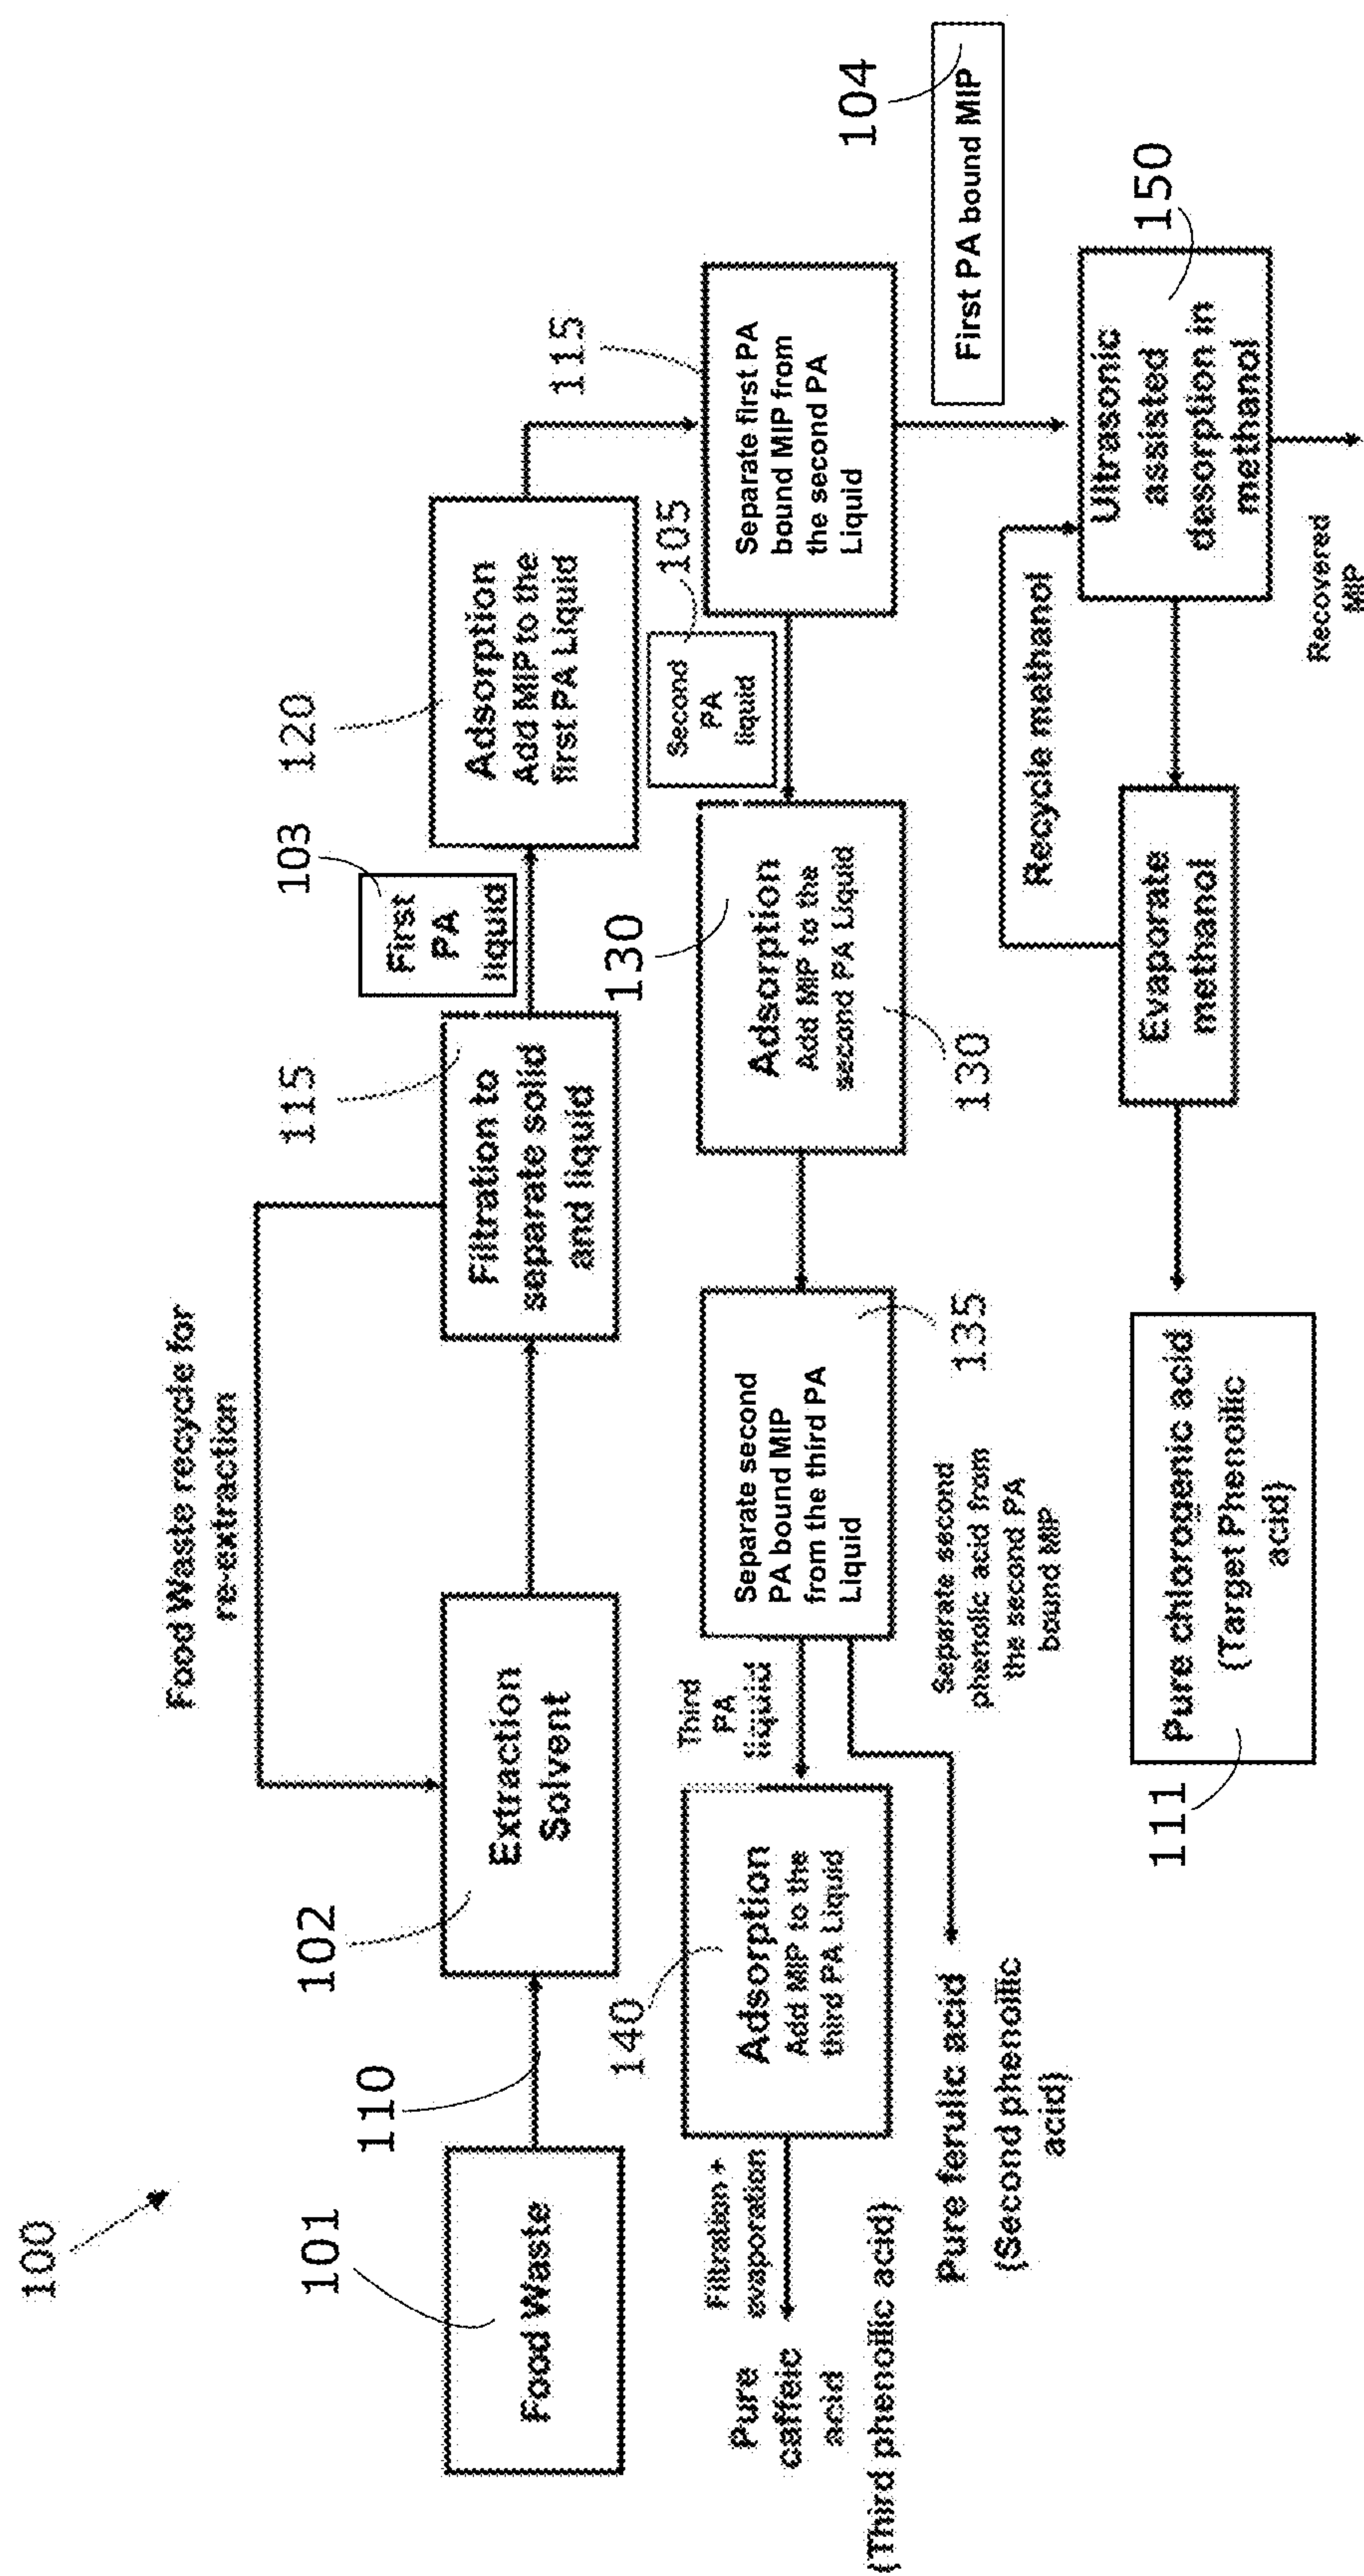 100
101
Food Waste
110
102
Extraction
Solvent
Food Waste recycle for
re-extraction
115
Filtration to
separate solid
and liquid
103
First
PA
liquid
120
Adsorption
Add MIP to the
first PA Liquid
115
Separate first PA
bound MIP from
the second PA
Liquid
105
Second
PA
liquid
130
Adsorption
Add MIP to the
second PA Liquid
130
Separate second
PA bound MIP
from the third PA
Liquid
135
Third
PA
liquid
140
Adsorption
Add MIP to the
third PA Liquid
Filtration +
evaporation
Pure
caffeic
acid
(Third phenollic acid)
Separate second
phenolic acid from
the second PA
bound MIP
Pure ferulic acid
(Second phenollic
acid)
104
First PA bound MIP
150
Ultrasonic
assisted
desorption in
methanol
Recovered
MIP
Recycle methanol
Evaporate
methanol
Pure chlorogenic acid
(Target Phenollic
acid)
111